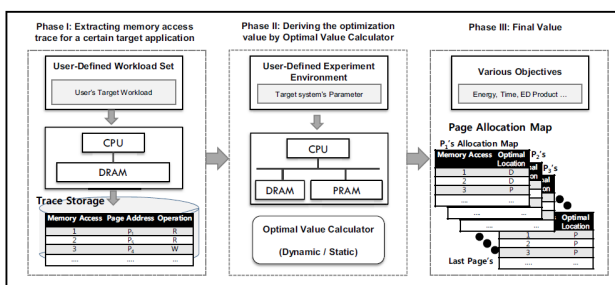 Phase I: Extracting memory access
trace for a certain target application
User-Defined Workload Set
User's Target Workload
CPU
DRAM
Trace Storage
Memory Access Page Address Operation
1 P₁ R
2 P₅ R
3 P₄ W
.... .... ...
Phase II: Deriving the optimization
value by Optimal Value Calculator
User-Defined Experiment
Environment
Target system's Parameter
CPU
DRAM PRAM
Optimal Value Calculator
(Dynamic / Static)
Phase III: Final Value
Various Objectives
Energy, Time, ED Product ...
Page Allocation Map
P₁'s Allocation Map
Memory Access Optimal
Location
1 D
2 D
3 P
.... ...
P₂'s
P₃'s
Optimal
Location
1 P
2 P
3 P
.... ...
Last Page's